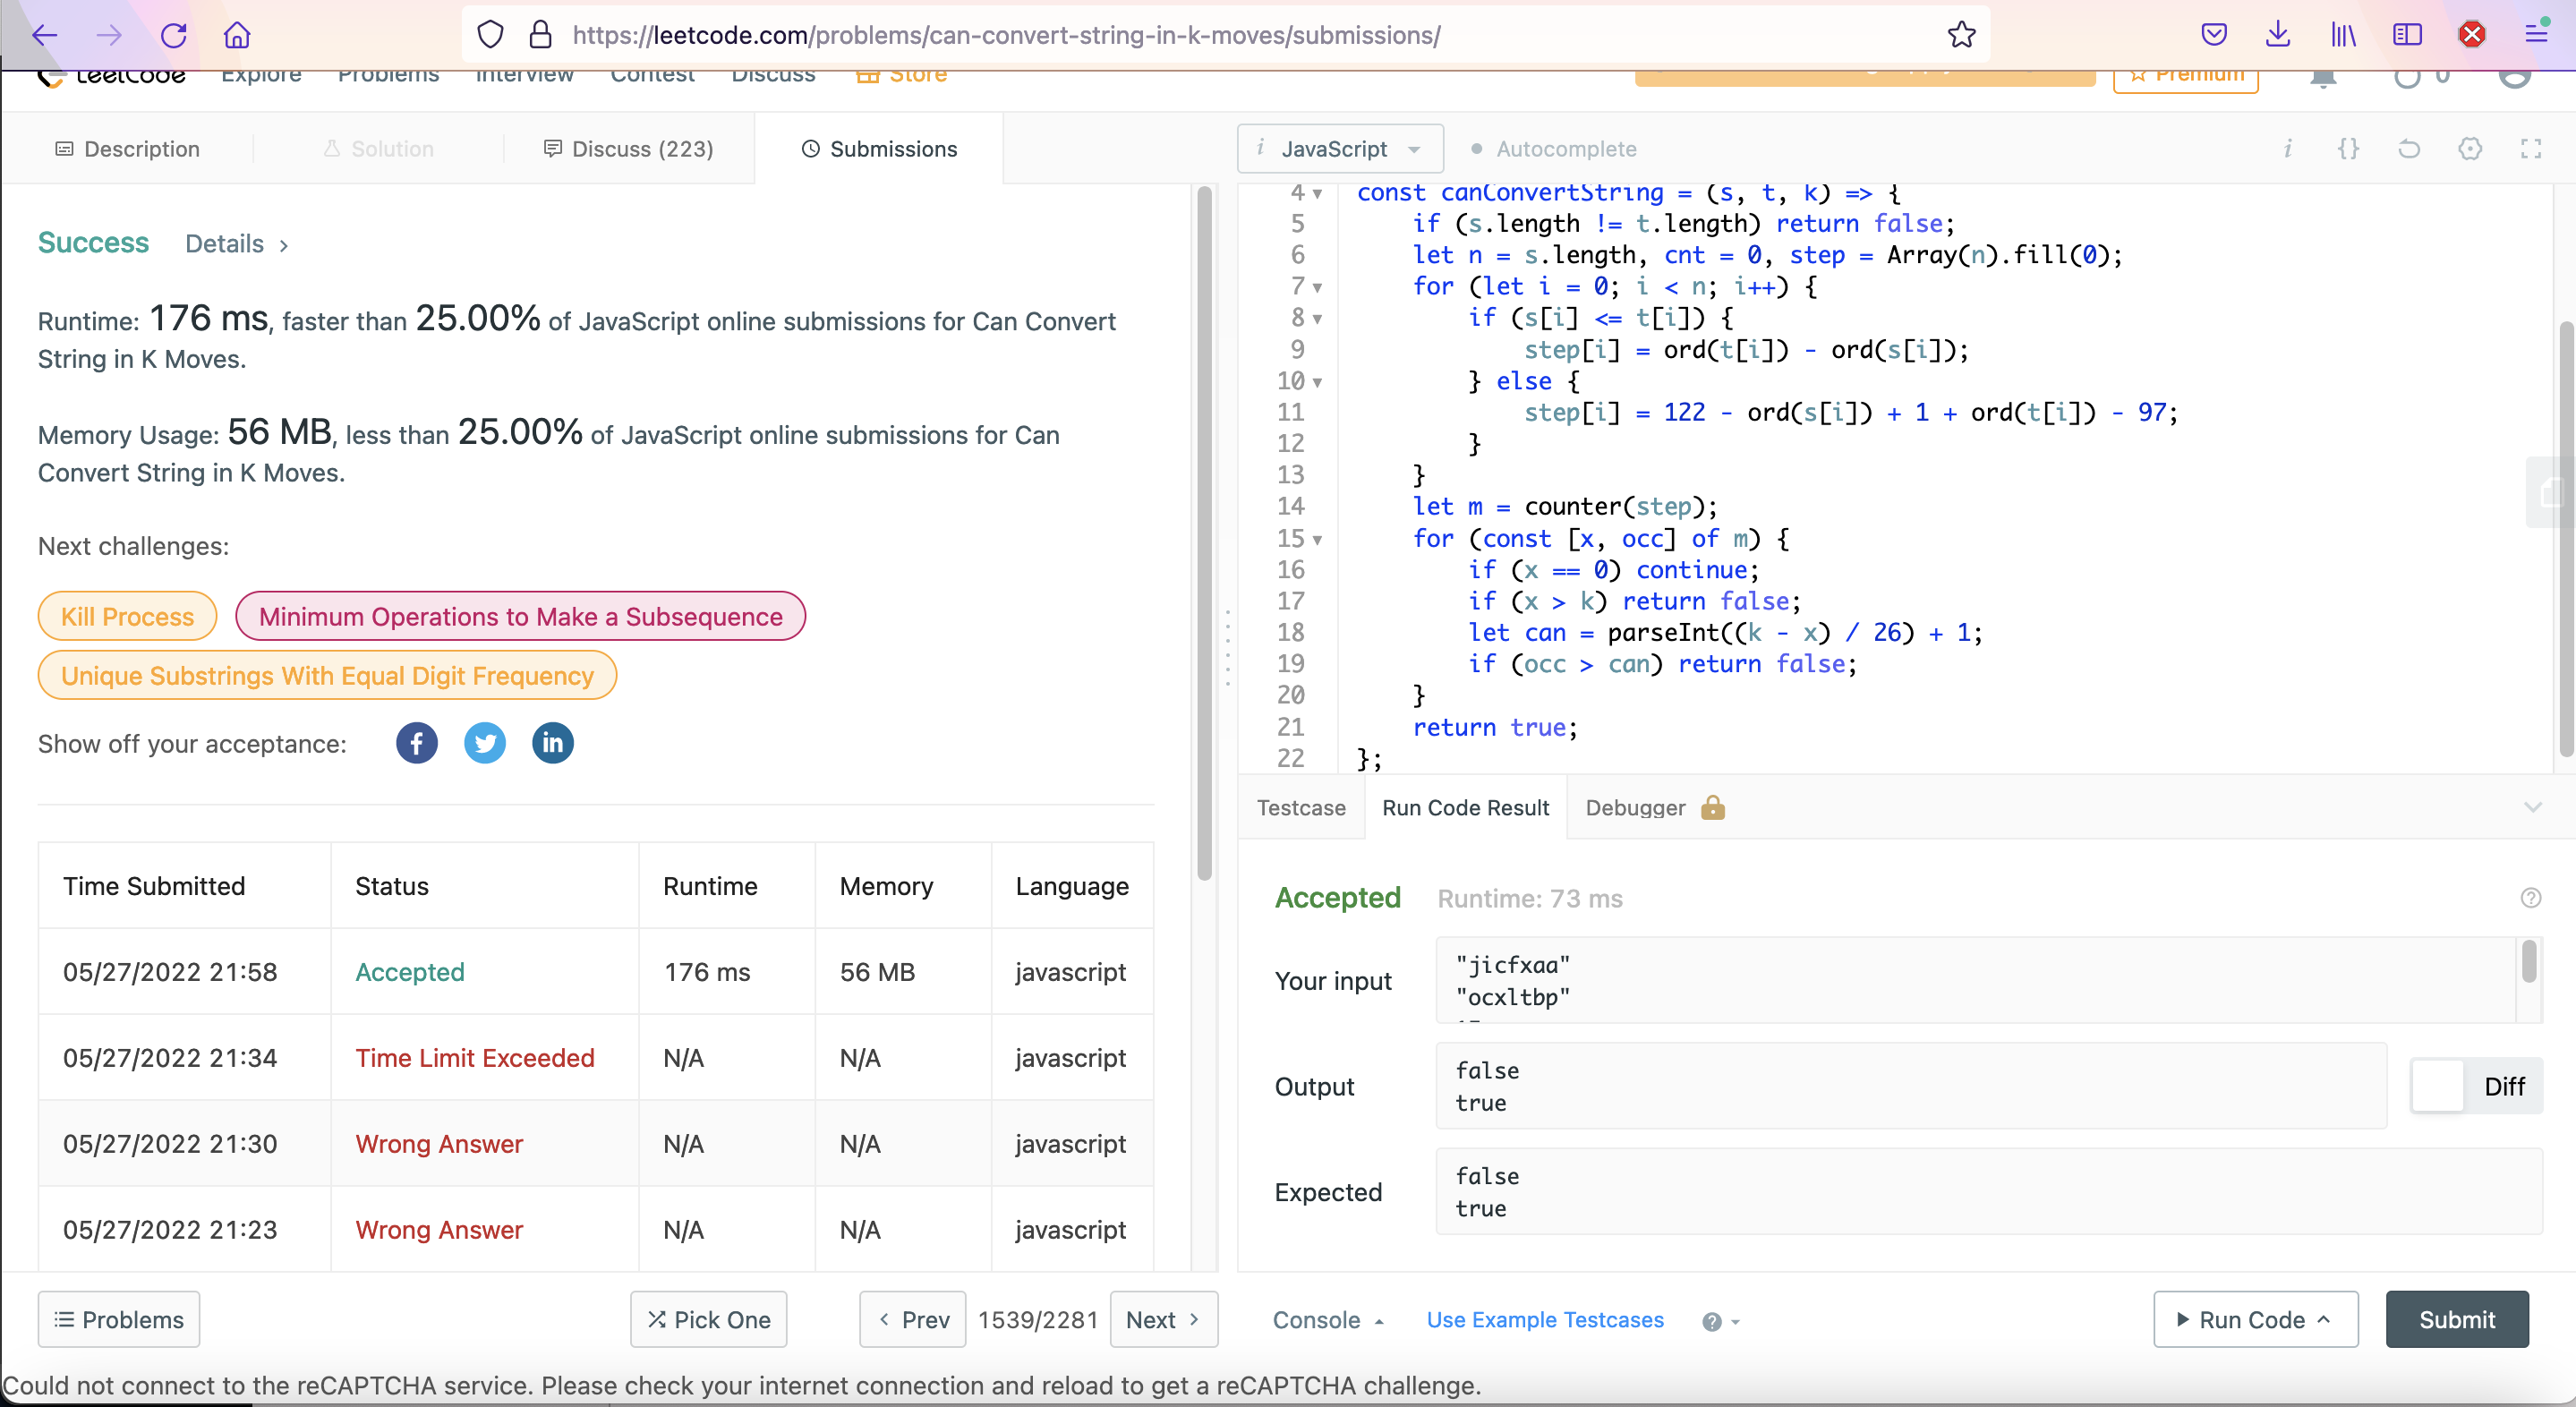 https://leetcode.com/problems/can-convert-string-in-k-moves/submissions/
LeetCode Explore Problems Interview Contest Discuss Store
Premium 0
Description Solution Discuss (223) Submissions
i JavaScript Autocomplete
Success Details >
Runtime: 176 ms, faster than 25.00% of JavaScript online submissions for Can Convert
String in K Moves.
Memory Usage: 56 MB, less than 25.00% of JavaScript online submissions for Can
Convert String in K Moves.
Next challenges:
Kill Process Minimum Operations to Make a Subsequence
Unique Substrings With Equal Digit Frequency
Show off your acceptance:
Time Submitted Status Runtime Memory Language
05/27/2022 21:58 Accepted 176 ms 56 MB javascript
05/27/2022 21:34 Time Limit Exceeded N/A N/A javascript
05/27/2022 21:30 Wrong Answer N/A N/A javascript
05/27/2022 21:23 Wrong Answer N/A N/A javascript
4 const canConvertString = (s, t, k) => {
5 if (s.length != t.length) return false;
6 let n = s.length, cnt = 0, step = Array(n).fill(0);
7 for (let i = 0; i < n; i++) {
8 if (s[i] <= t[i]) {
9 step[i] = ord(t[i]) - ord(s[i]);
10 } else {
11 step[i] = 122 - ord(s[i]) + 1 + ord(t[i]) - 97;
12 }
13 }
14 let m = counter(step);
15 for (const [x, occ] of m) {
16 if (x == 0) continue;
17 if (x > k) return false;
18 let can = parseInt((k - x) / 26) + 1;
19 if (occ > can) return false;
20 }
21 return true;
22 };
Testcase Run Code Result Debugger
Accepted Runtime: 73 ms
Your input
"jicfxaa"
"ocxltbp"
Output
false
true
Diff
Expected
false
true
Problems Pick One < Prev 1539/2281 Next >
Console Use Example Testcases Run Code Submit
Could not connect to the reCAPTCHA service. Please check your internet connection and reload to get a reCAPTCHA challenge.